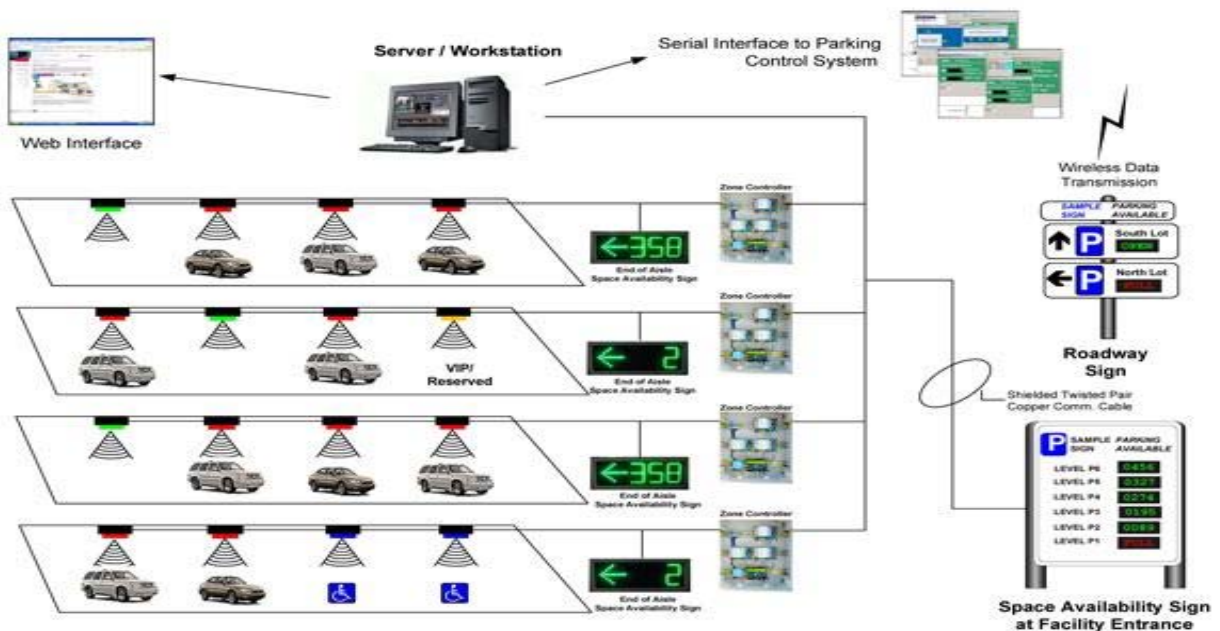 Server / Workstation
Serial Interface to Parking
Control System
Web Interface
Wireless Data
Transmission
SAMPLE PARKING
SIGN AVAILABLE
South Lot
OPEN
North Lot
FULL
Roadway
Sign
Zone Controller
←358
End of Aisle
Space Availability Sign
Zone Controller
VIP/
Reserved
← 2
End of Aisle
Space Availability Sign
Shielded Twisted Pair
Copper Comm. Cable
Zone Controller
←358
End of Aisle
Space Availability Sign
Zone Controller
← 2
End of Aisle
Space Availability Sign
P SAMPLE PARKING
SIGN AVAILABLE
LEVEL P6 0456
LEVEL P5 0327
LEVEL P4 0274
LEVEL P3 0195
LEVEL P2 0089
LEVEL P1 FULL
Space Availability Sign
at Facility Entrance